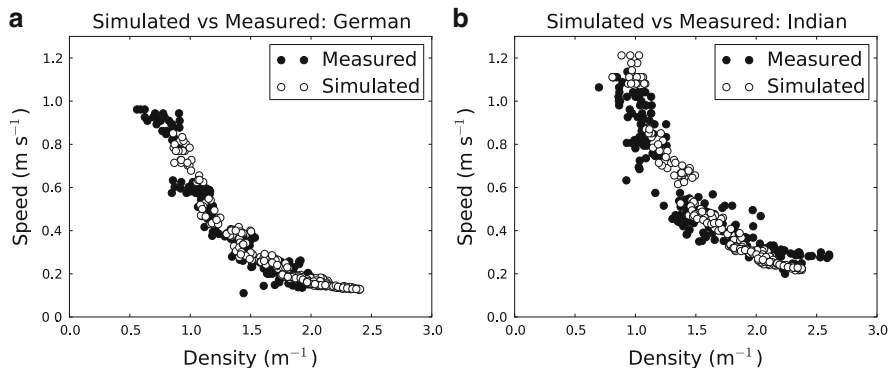 a
Simulated vs Measured: German
Measured
Simulated
1.2
1.0
0.8
0.6
0.4
0.2
0.0
0.0 0.5 1.0 1.5 2.0 2.5 3.0
Speed (m s⁻¹)
Density (m⁻¹)
b
Simulated vs Measured: Indian
Measured
Simulated
1.2
1.0
0.8
0.6
0.4
0.2
0.0
0.0 0.5 1.0 1.5 2.0 2.5 3.0
Speed (m s⁻¹)
Density (m⁻¹)